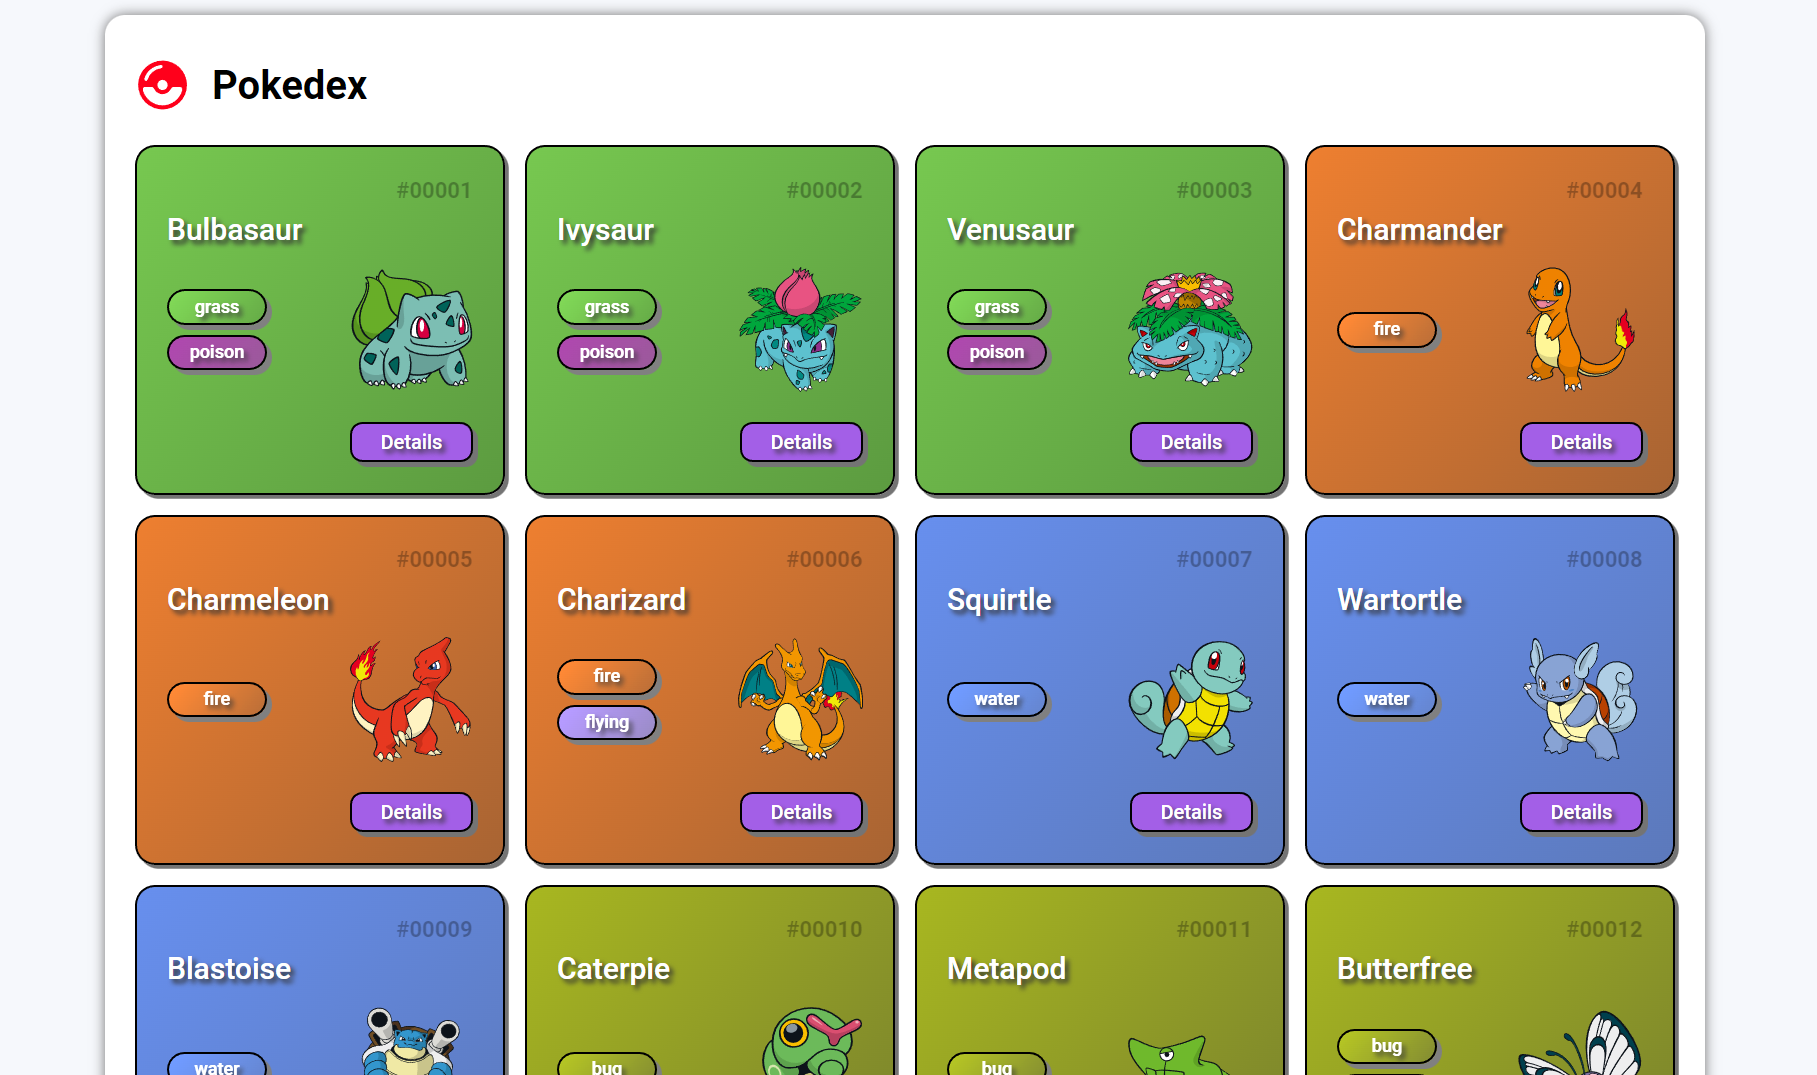 Pokedex
#00001
Bulbasaur
grass
poison
Details
#00002
Ivysaur
grass
poison
Details
#00003
Venusaur
grass
poison
Details
#00004
Charmander
fire
Details
#00005
Charmeleon
fire
Details
#00006
Charizard
fire
flying
Details
#00007
Squirtle
water
Details
#00008
Wartortle
water
Details
#00009
Blastoise
water
#00010
Caterpie
bug
#00011
Metapod
bug
#00012
Butterfree
bug